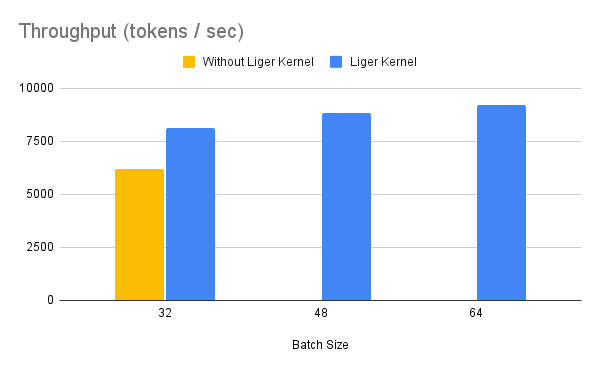 Throughput (tokens / sec)
Without Liger Kernel Liger Kernel
10000
7500
5000
2500
0
32 48 64
Batch Size